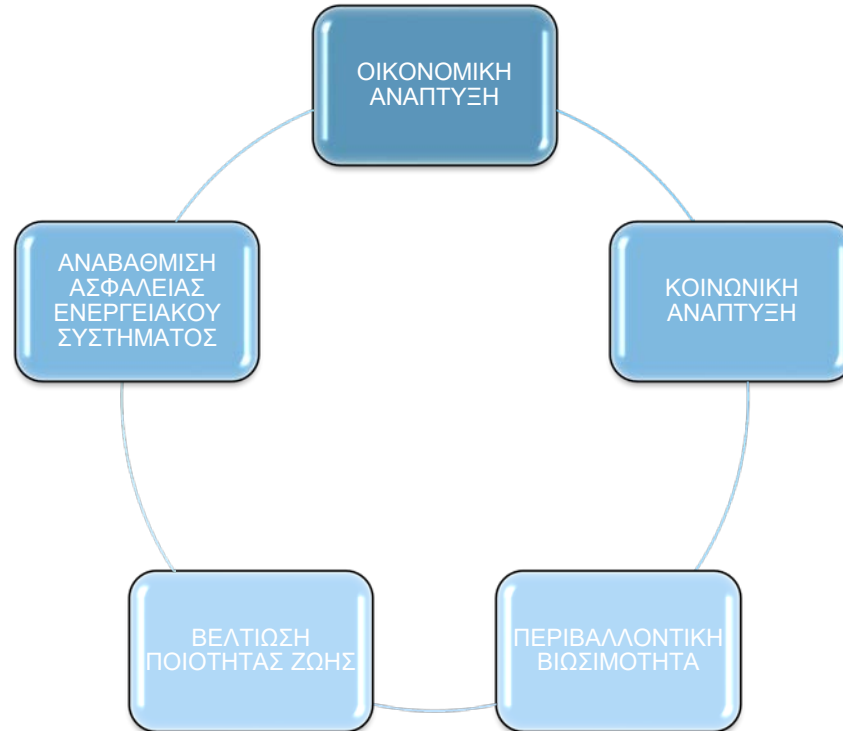 ΟΙΚΟΝΟΜΙΚΗ
ΑΝΑΠΤΥΞΗ
ΚΟΙΝΩΝΙΚΗ
ΑΝΑΠΤΥΞΗ
ΠΕΡΙΒΑΛΛΟΝΤΙΚΗ
ΒΙΩΣΙΜΟΤΗΤΑ
ΒΕΛΤΙΩΣΗ
ΠΟΙΟΤΗΤΑΣ ΖΩΗΣ
ΑΝΑΒΑΘΜΙΣΗ
ΑΣΦΑΛΕΙΑΣ
ΕΝΕΡΓΕΙΑΚΟΥ
ΣΥΣΤΗΜΑΤΟΣ